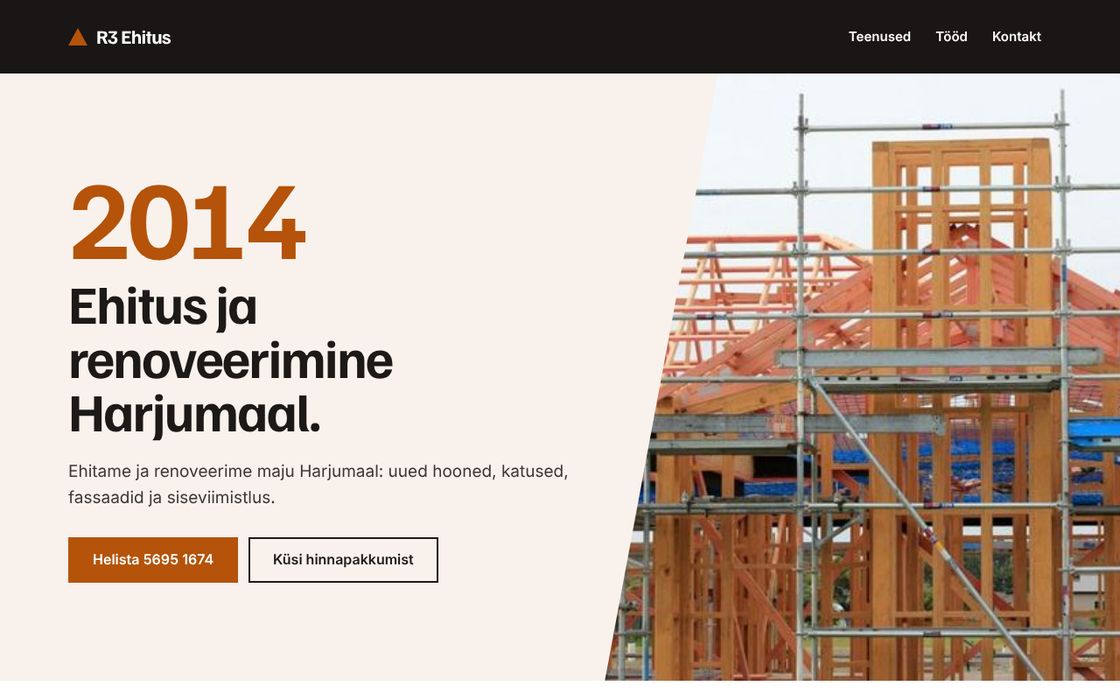 R3 Ehitus
Teenused Tööd Kontakt
2014
Ehitus ja
renoveerimine
Harjumaal.
Ehitame ja renoveerime maju Harjumaal: uued hooned, katused,
fassaadid ja siseviimistlus.
Helista 5695 1674
Küsi hinnapakkumist